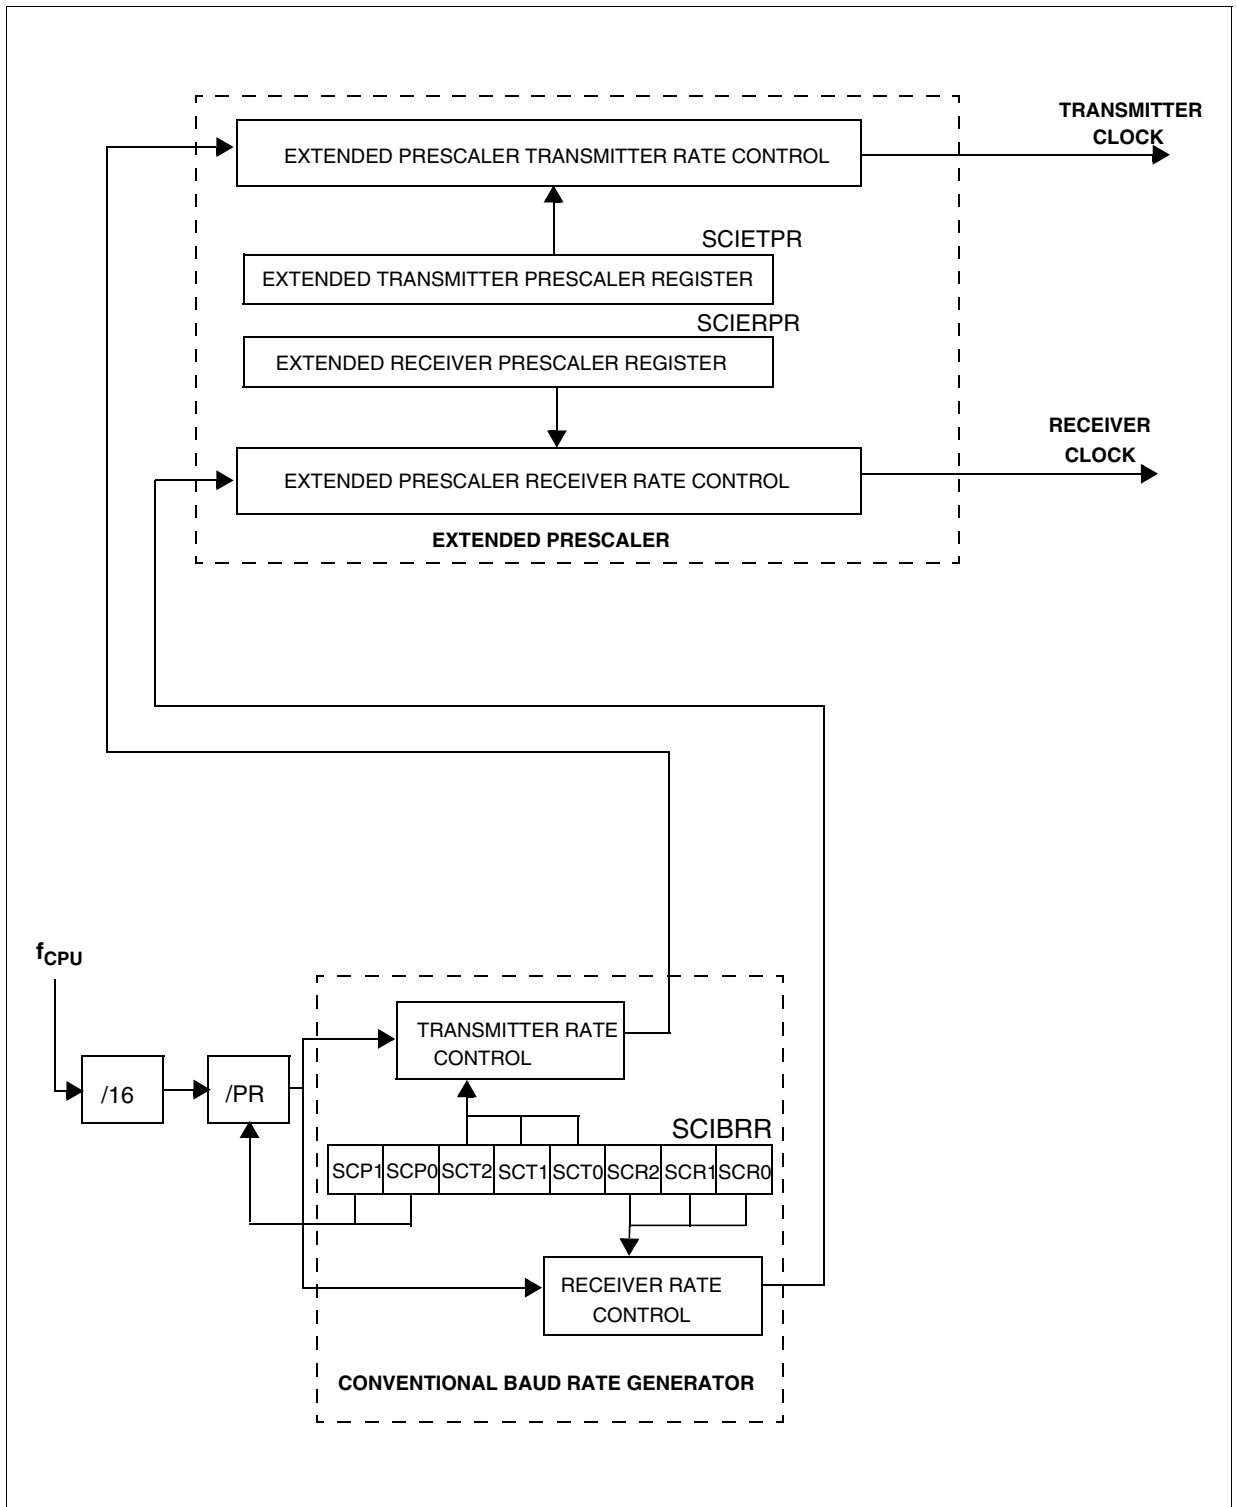 TRANSMITTER
CLOCK
EXTENDED PRESCALER TRANSMITTER RATE CONTROL
SCIETPR
EXTENDED TRANSMITTER PRESCALER REGISTER
SCIERPR
EXTENDED RECEIVER PRESCALER REGISTER
RECEIVER
CLOCK
EXTENDED PRESCALER RECEIVER RATE CONTROL
EXTENDED PRESCALER
fCPU
TRANSMITTER RATE
CONTROL
/16
/PR
SCIBRR
SCP1 SCP0 SCT2 SCT1 SCT0 SCR2 SCR1 SCR0
RECEIVER RATE
CONTROL
CONVENTIONAL BAUD RATE GENERATOR